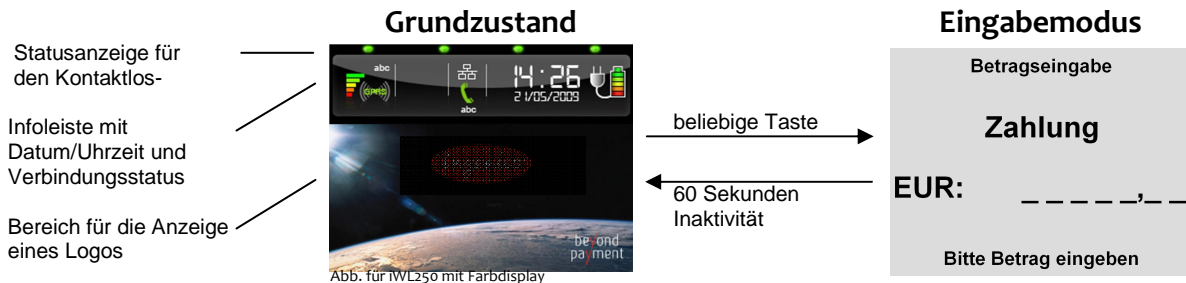 Grundzustand
Eingabemodus
Statusanzeige für
den Kontaktlos-
Infoleiste mit
Datum/Uhrzeit und
Verbindungsstatus
Bereich für die Anzeige
eines Logos
abc
GPRS
abc
14:26
21/05/2009
beyond
payment
Abb. für iWL250 mit Farbdisplay
beliebige Taste
60 Sekunden
Inaktivität
Betragseingabe
Zahlung
EUR: _ _ _ _ _,_ _
Bitte Betrag eingeben